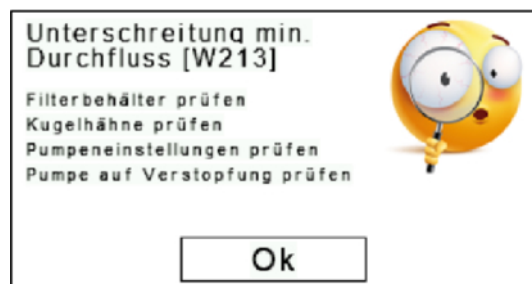 Unterschreitung min.
Durchfluss [W213]
Filterbehälter prüfen
Kugelhähne prüfen
Pumpeneinstellungen prüfen
Pumpe auf Verstopfung prüfen
Ok